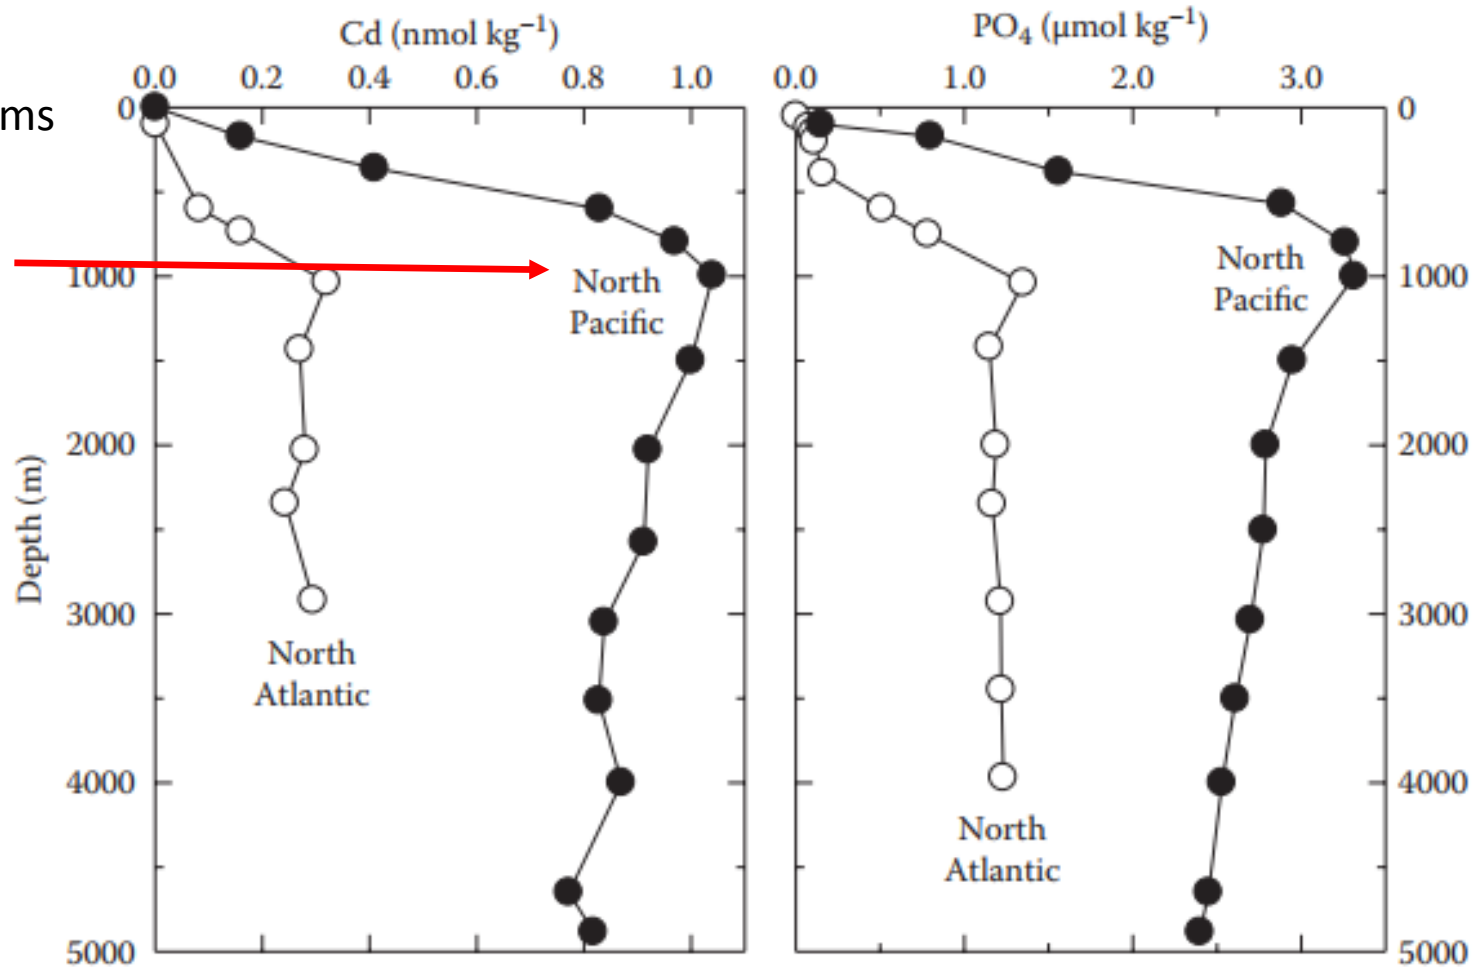 Cd (nmol kg⁻¹)
0.0 0.2 0.4 0.6 0.8 1.0
ms
0
1000
2000
3000
4000
5000
Depth (m)
North
Pacific
North
Atlantic
PO₄ (µmol kg⁻¹)
0.0 1.0 2.0 3.0
North
Pacific
North
Atlantic
0
1000
2000
3000
4000
5000